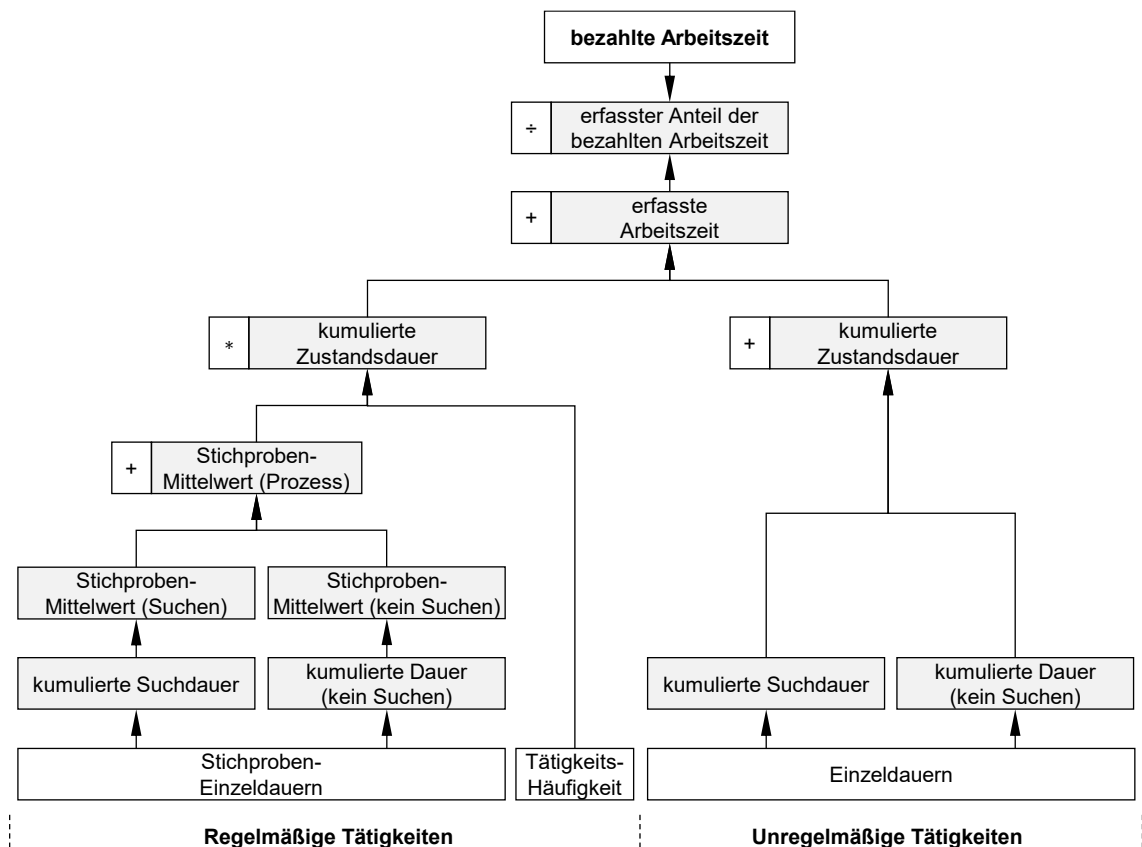 bezahlte Arbeitszeit
÷
erfasster Anteil der
bezahlten Arbeitszeit
+
erfasste
Arbeitszeit
*
kumulierte
Zustandsdauer
+
kumulierte
Zustandsdauer
+
Stichproben-
Mittelwert (Prozess)
Stichproben-
Mittelwert (Suchen)
Stichproben-
Mittelwert (kein Suchen)
kumulierte Suchdauer
kumulierte Dauer
(kein Suchen)
kumulierte Suchdauer
kumulierte Dauer
(kein Suchen)
Stichproben-
Einzeldauern
Tätigkeits-
Häufigkeit
Einzeldauern
Regelmäßige Tätigkeiten
Unregelmäßige Tätigkeiten